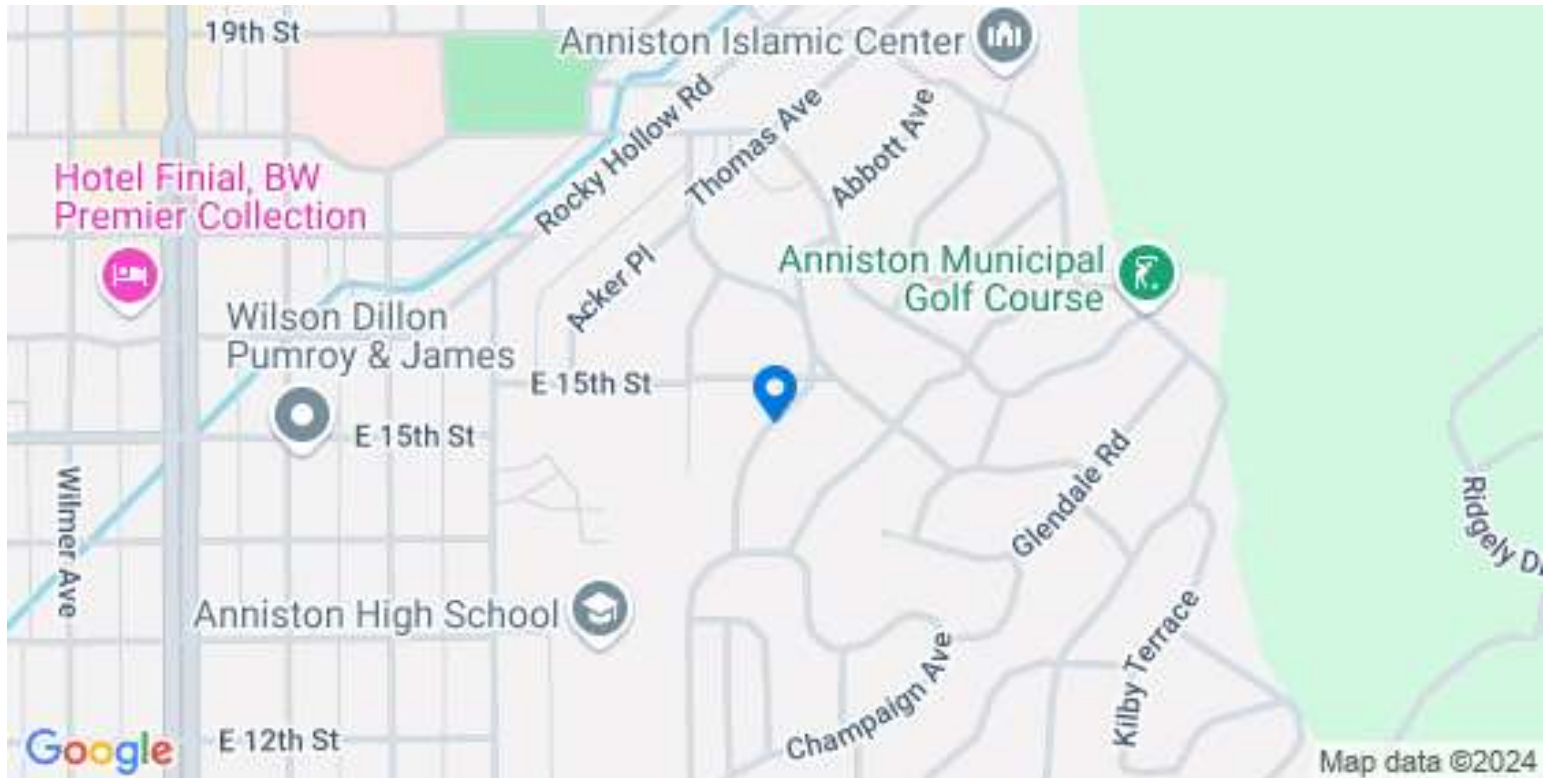 19th St
Anniston Islamic Center
Rocky Hollow Rd
Thomas Ave
Abbott Ave
Hotel Finial, BW
Premier Collection
Acker Pl
Anniston Municipal
Golf Course
Wilson Dillon
Pumroy & James
E 15th St
E 15th St
Wilmer Ave
Glendale Rd
Ridgely D
Anniston High School
Kilby Terrace
Champaign Ave
E 12th St
Google
Map data ©2024